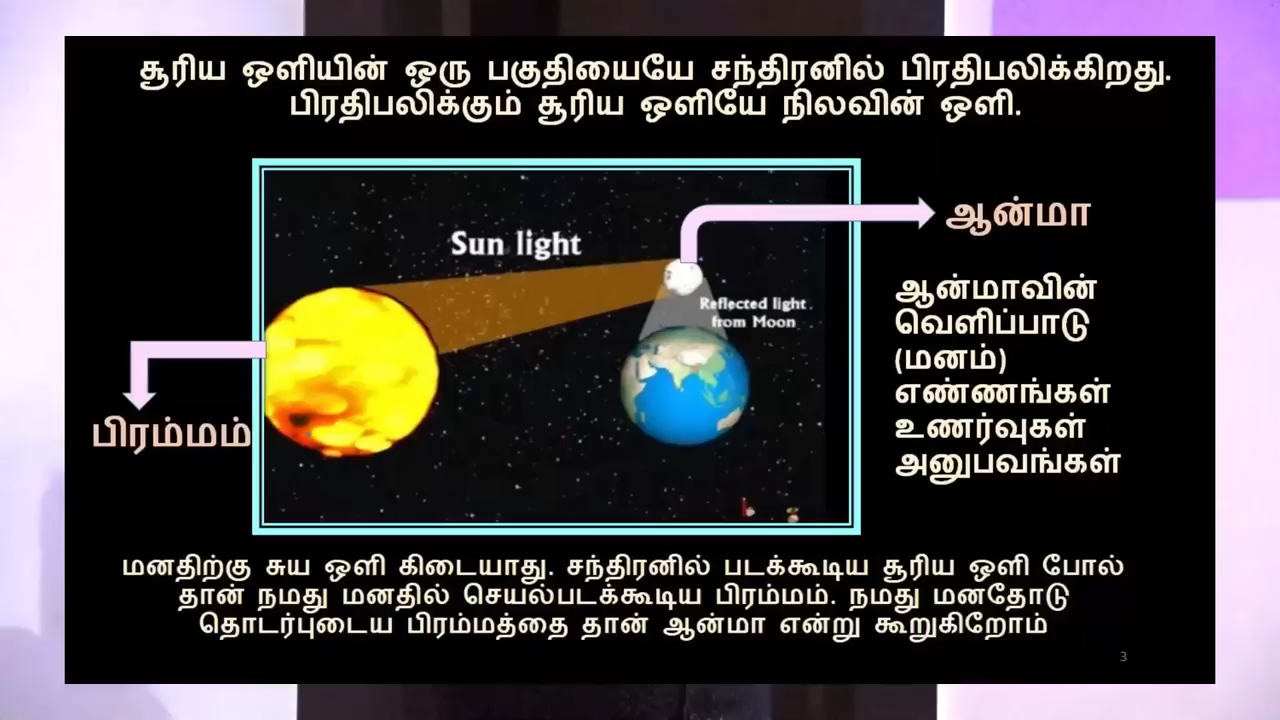 சூரிய ஒளியின் ஒரு பகுதியையே சந்திரனில் பிரதிபலிக்கிறது.
பிரதிபலிக்கும் சூரிய ஒளியே நிலவின் ஒளி.
Sun light
Reflected light
from Moon
பிரம்மம்
ஆன்மா
ஆன்மாவின்
வெளிப்பாடு
(மனம்)
எண்ணங்கள்
உணர்வுகள்
அனுபவங்கள்
மனதிற்கு சுய ஒளி கிடையாது. சந்திரனில் படக்கூடிய சூரிய ஒளி போல்
தான் நமது மனதில் செயல்படக்கூடிய பிரம்மம். நமது மனதோடு
தொடர்புடைய பிரம்மத்தை தான் ஆன்மா என்று கூறுகிறோம்
3